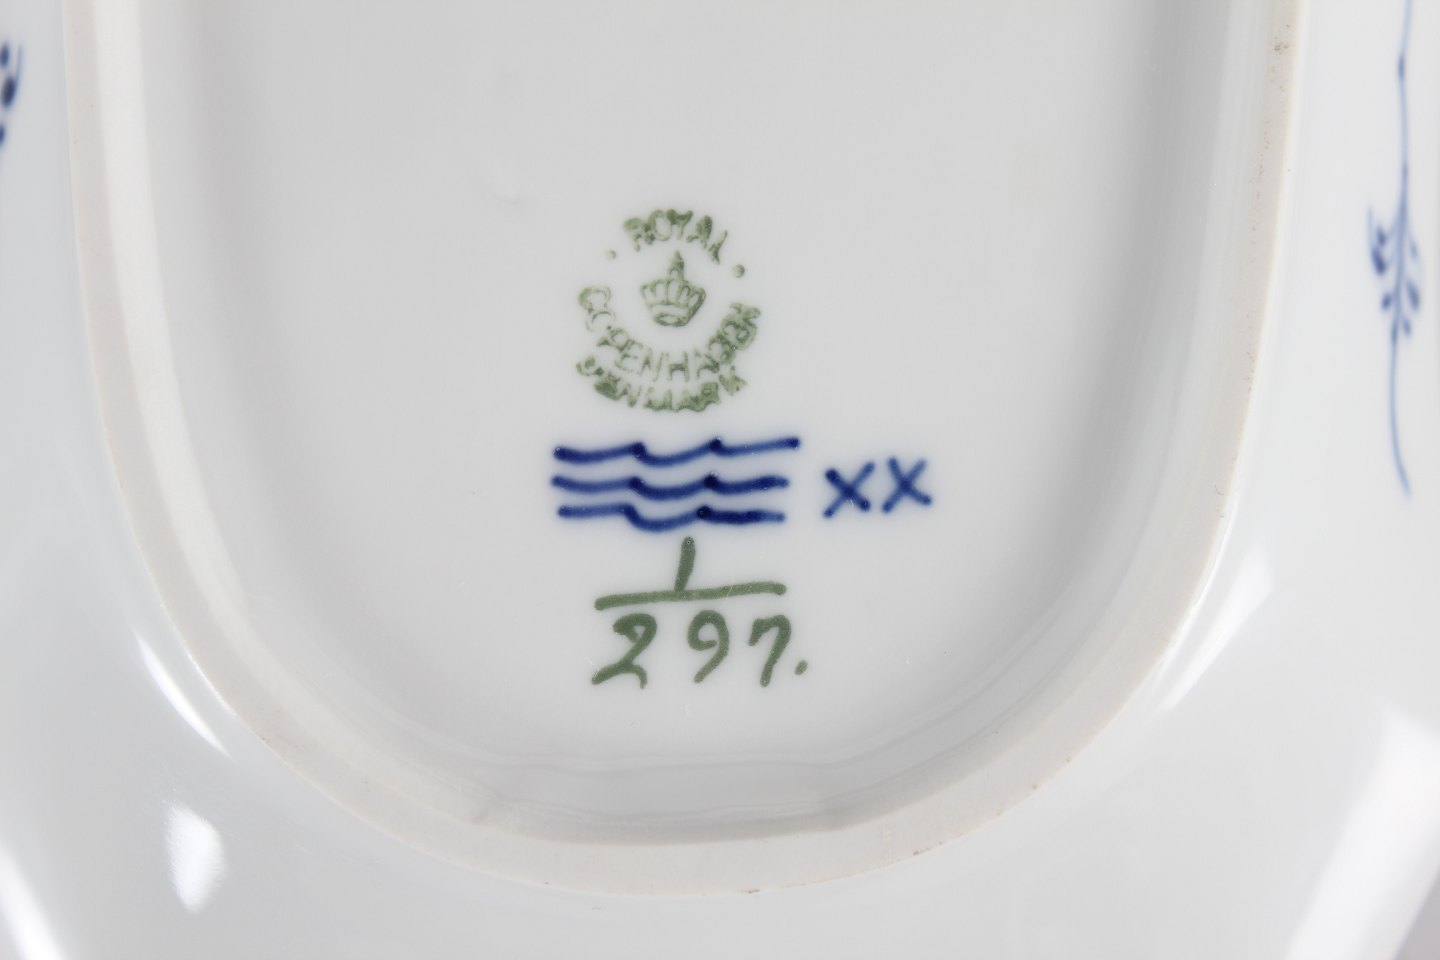 ROYAL
COPENHAGEN
DENMARK
XX
1
297.